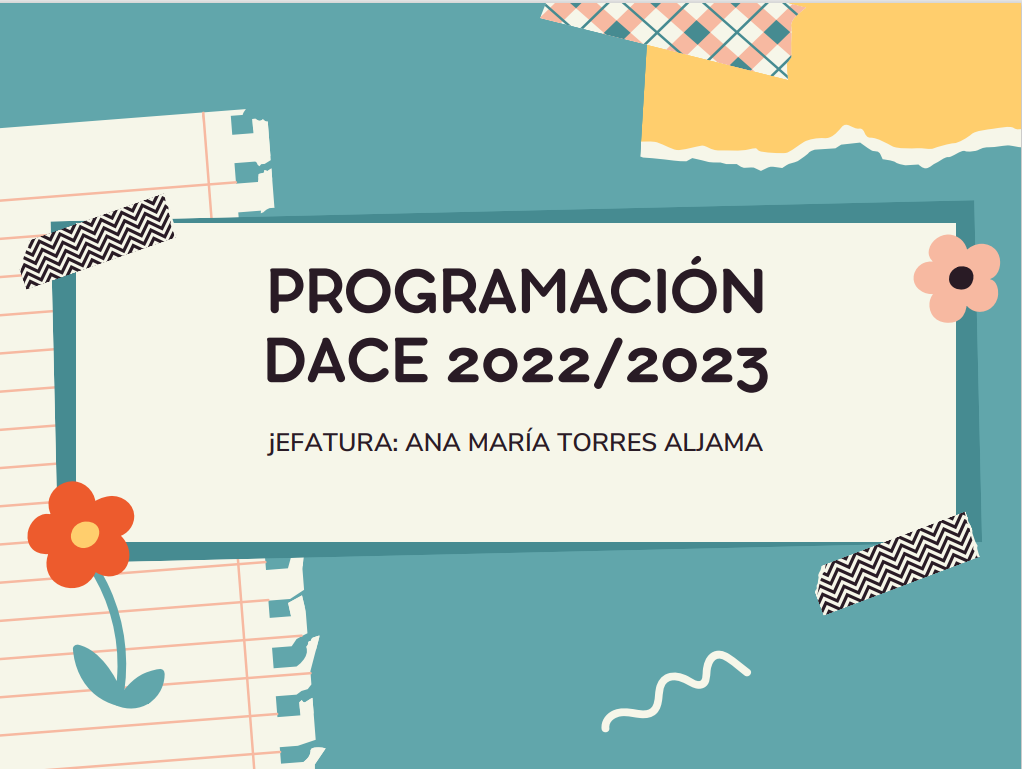 PROGRAMACIÓN
DACE 2022/2023
jEFATURA: ANA MARÍA TORRES ALJAMA